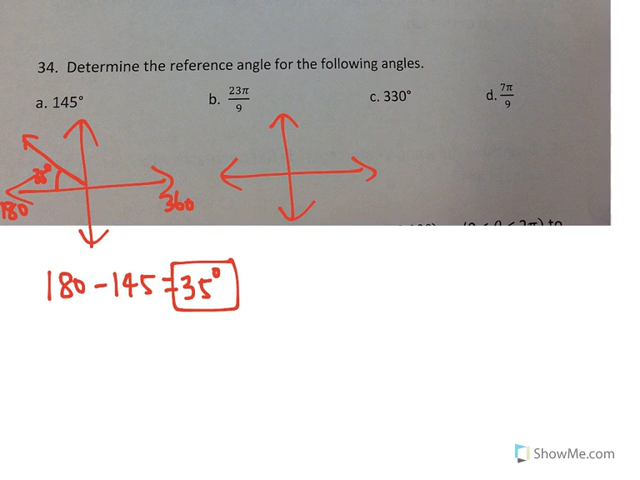 34. Determine the reference angle for the following angles.
a. 145° b. 23π/9 c. 330° d. 7π/9
35°
180 360
180 - 145 = 35°
ShowMe.com